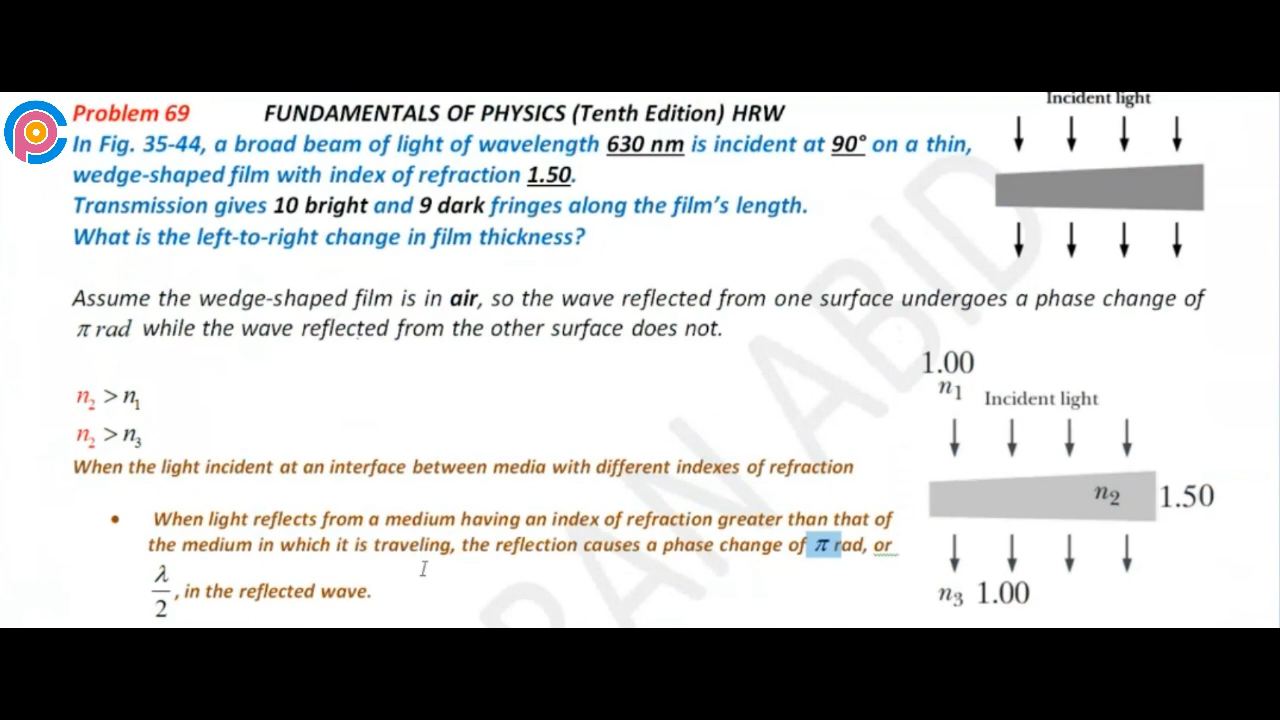 Problem 69 FUNDAMENTALS OF PHYSICS (Tenth Edition) HRW
In Fig. 35-44, a broad beam of light of wavelength 630 nm is incident at 90° on a thin,
wedge-shaped film with index of refraction 1.50.
Transmission gives 10 bright and 9 dark fringes along the film's length.
What is the left-to-right change in film thickness?
Incident light
Assume the wedge-shaped film is in air, so the wave reflected from one surface undergoes a phase change of
π rad while the wave reflected from the other surface does not.
n₂ > n₁
n₂ > n₃
When the light incident at an interface between media with different indexes of refraction
• When light reflects from a medium having an index of refraction greater than that of
the medium in which it is traveling, the reflection causes a phase change of π rad, or
λ/2, in the reflected wave.
1.00
n₁ Incident light
n₂ 1.50
n₃ 1.00
RAN ABID